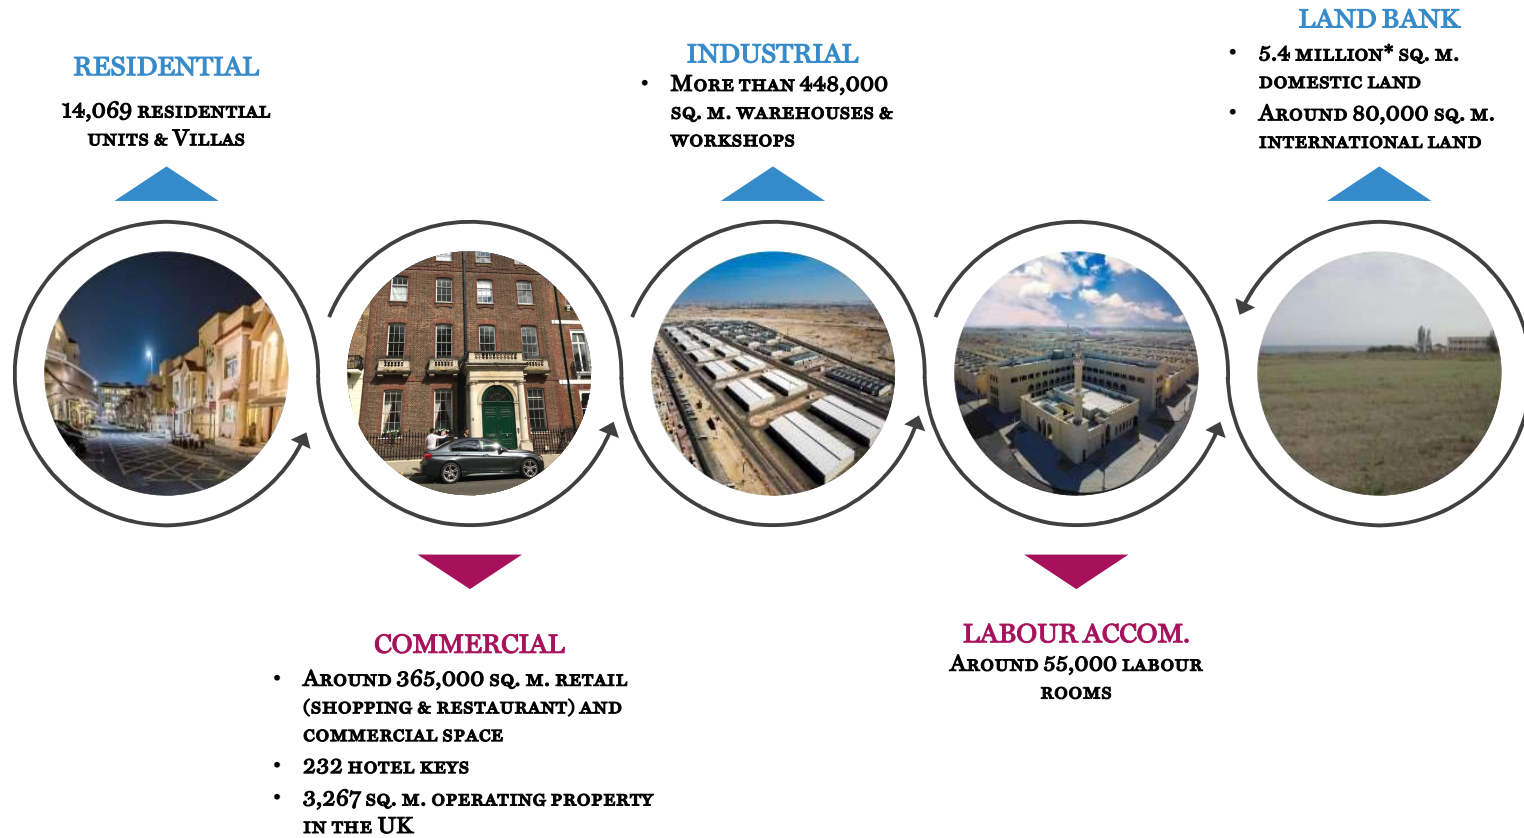 RESIDENTIAL
14,069 RESIDENTIAL
UNITS & VILLAS
INDUSTRIAL
• MORE THAN 448,000
SQ. M. WAREHOUSES &
WORKSHOPS
LAND BANK
• 5.4 MILLION* SQ. M.
DOMESTIC LAND
• AROUND 80,000 SQ. M.
INTERNATIONAL LAND
COMMERCIAL
• AROUND 365,000 SQ. M. RETAIL
(SHOPPING & RESTAURANT) AND
COMMERCIAL SPACE
• 232 HOTEL KEYS
• 3,267 SQ. M. OPERATING PROPERTY
IN THE UK
LABOUR ACCOM.
AROUND 55,000 LABOUR
ROOMS